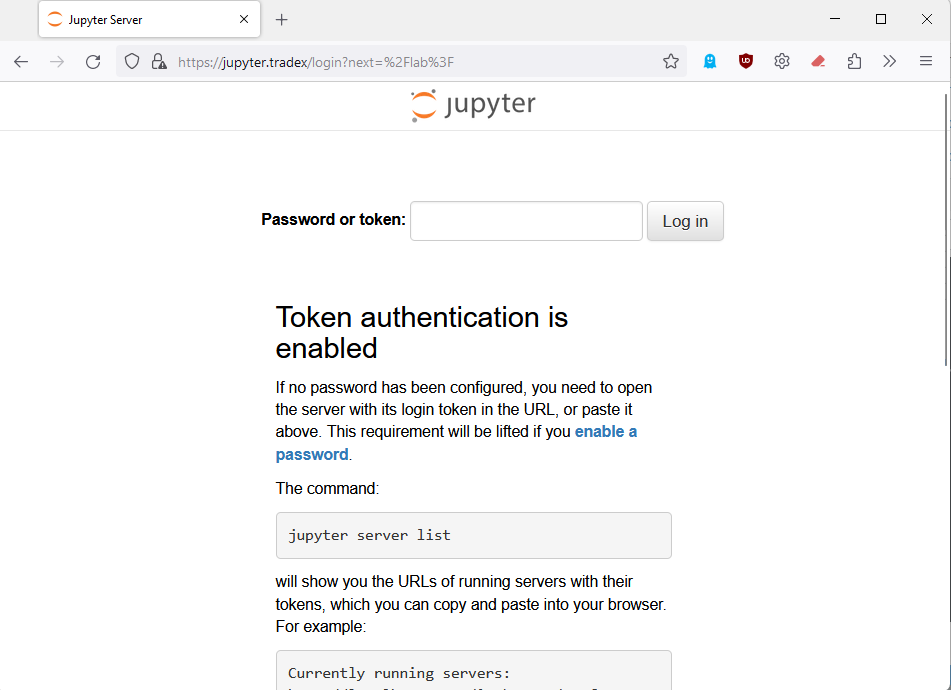 Jupyter Server
https://jupyter.tradex/login?next=%2Flab%3F
jupyter
Password or token:
Log in
Token authentication is
enabled
If no password has been configured, you need to open
the server with its login token in the URL, or paste it
above. This requirement will be lifted if you enable a
password.
The command:
jupyter server list
will show you the URLs of running servers with their
tokens, which you can copy and paste into your browser.
For example:
Currently running servers: